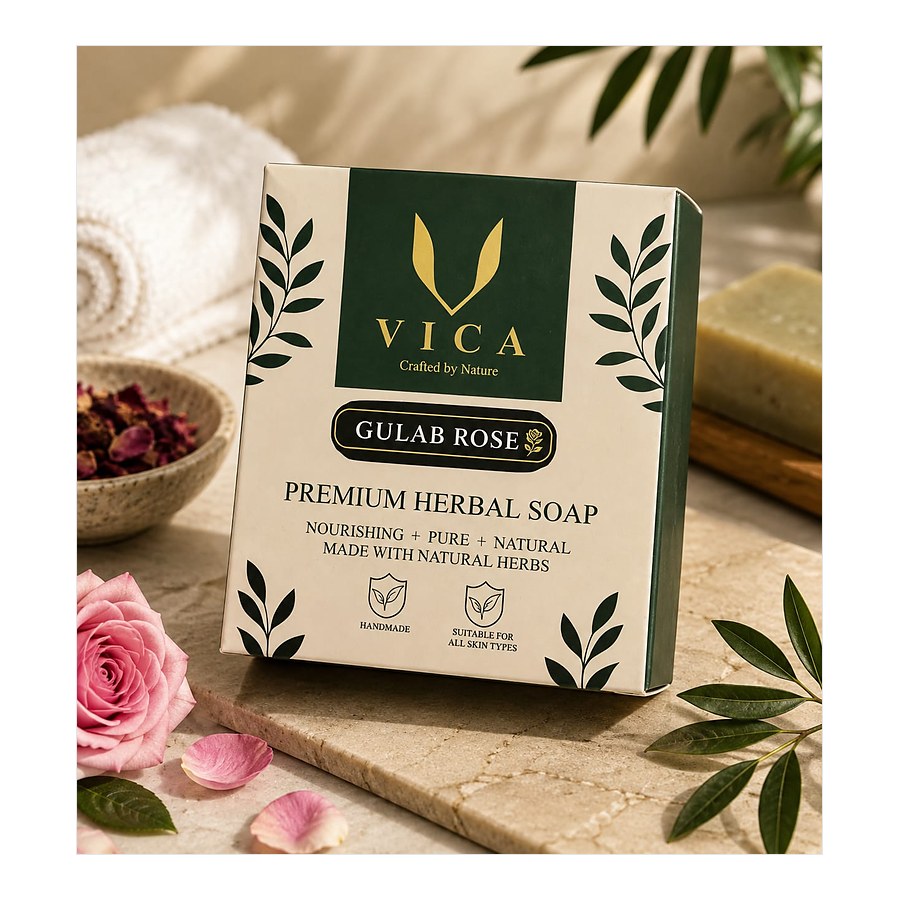 VICA
Crafted by Nature
GULAB ROSE
PREMIUM HERBAL SOAP
NOURISHING + PURE + NATURAL
MADE WITH NATURAL HERBS
HANDMADE
SUITABLE FOR
ALL SKIN TYPES